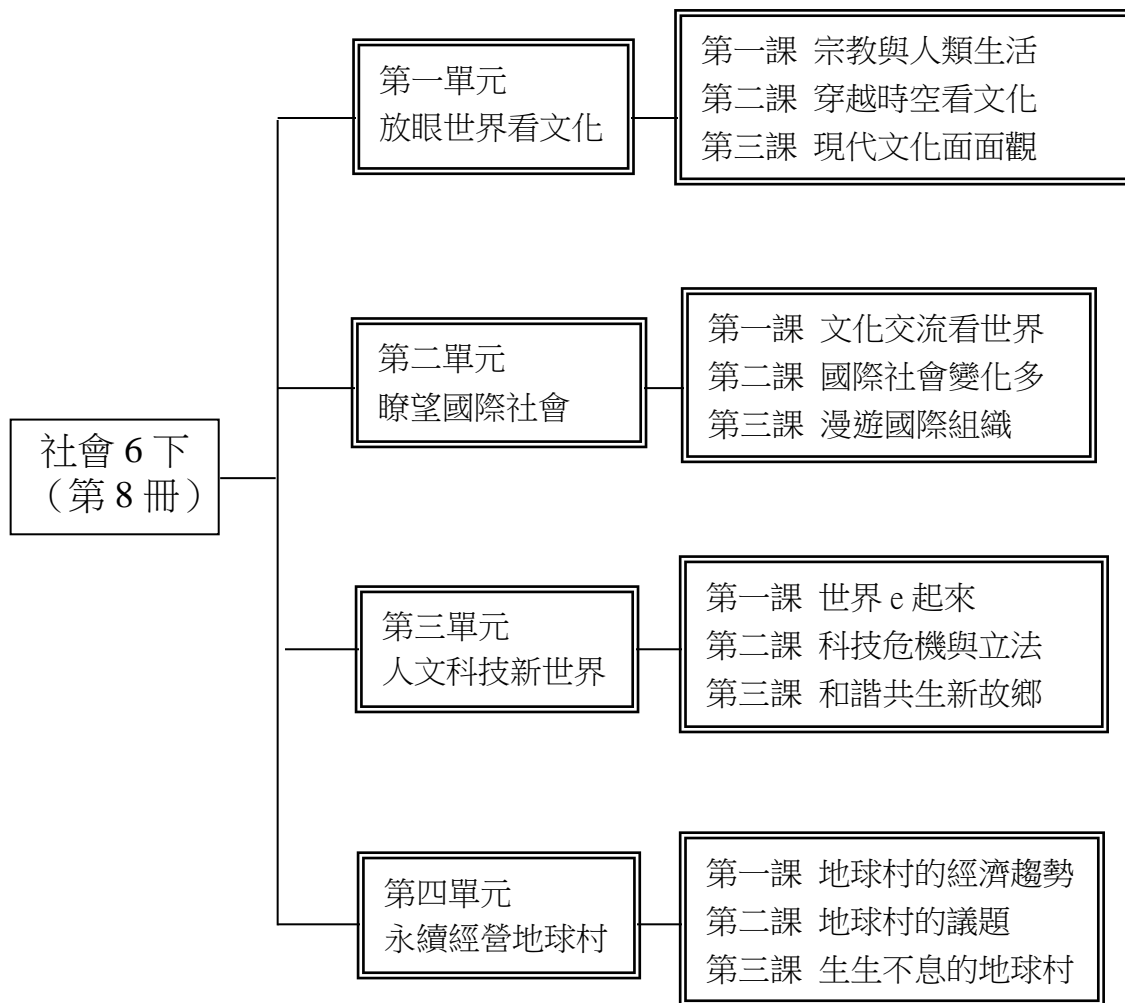 社會 6 下
（第 8 冊）
第一單元
放眼世界看文化
第一課 宗教與人類生活
第二課 穿越時空看文化
第三課 現代文化面面觀
第二單元
瞭望國際社會
第一課 文化交流看世界
第二課 國際社會變化多
第三課 漫遊國際組織
第三單元
人文科技新世界
第一課 世界 e 起來
第二課 科技危機與立法
第三課 和諧共生新故鄉
第四單元
永續經營地球村
第一課 地球村的經濟趨勢
第二課 地球村的議題
第三課 生生不息的地球村